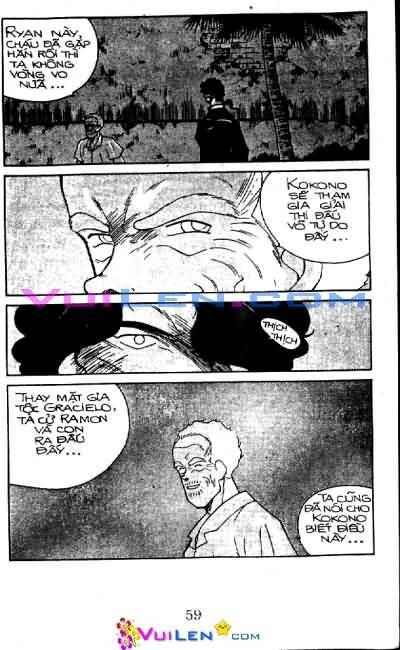 RYAN NÀY,
CHÁU ĐÃ GẶP
HẮN RỒI THÌ
TA KHÔNG
VÒNG VO
NỮA...
KOKONO
SẼ THAM
GIA GIẢI
THI ĐẤU
VÕ TỰ DO
ĐẤY...
VUILEN.COM
THỊCH
THỊCH
THAY MẶT GIA
TỘC GRACIELO,
TA CỬ RAMON
VÀ CON
RA ĐẤU
ĐẤY...
TA CŨNG
ĐÃ NÓI CHO
KOKONO
BIẾT ĐIỀU
NÀY...
59
VUILEN.COM